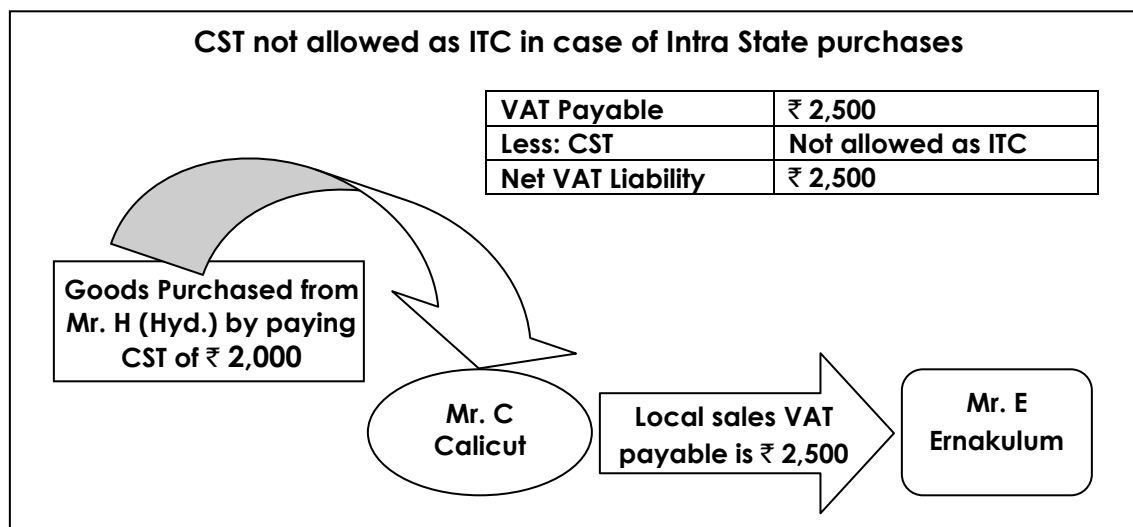 CST not allowed as ITC in case of Intra State purchases
VAT Payable ₹ 2,500
Less: CST Not allowed as ITC
Net VAT Liability ₹ 2,500
Goods Purchased from
Mr. H (Hyd.) by paying
CST of ₹ 2,000
Mr. C
Calicut
Local sales VAT
payable is ₹ 2,500
Mr. E
Ernakulum